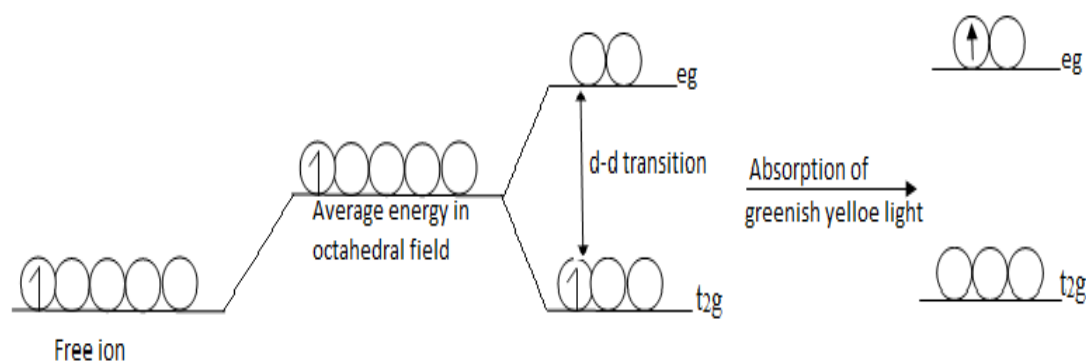 eg
eg
d-d transition
Absorption of
greenish yelloe light
Average energy in
octahedral field
t2g
t2g
Free ion